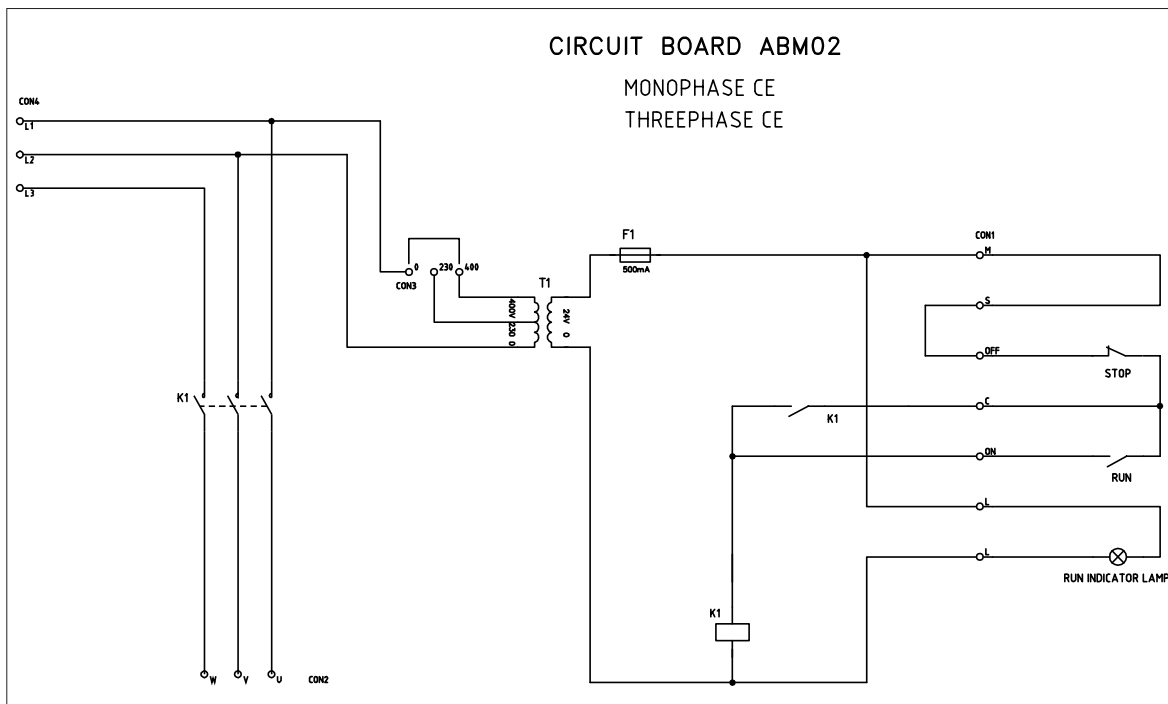 CIRCUIT BOARD ABM02
MONOPHASE CE
THREEPHASE CE
CON4
L1
L2
L3
F1
500mA
CON1
M
0
230
400
CON3
T1
400V 230 0
24V 0
S
OFF
STOP
K1
C
K1
ON
RUN
L
L
RUN INDICATOR LAMP
K1
W
V
U
CON2